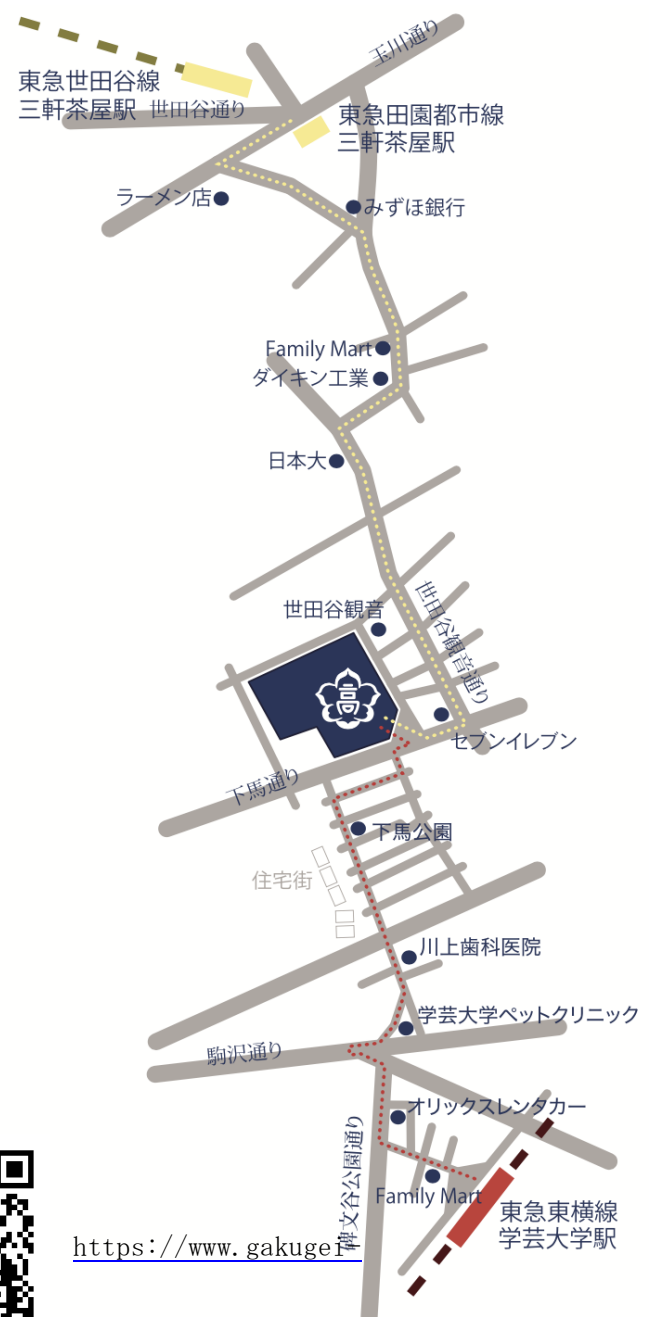 玉川通り
東急世田谷線
三軒茶屋駅
世田谷通り
東急田園都市線
三軒茶屋駅
ラーメン店
みずほ銀行
Family Mart
ダイキン工業
日本大
世田谷観音
世田谷観音通り
高
セブンイレブン
下馬通り
下馬公園
住宅街
川上歯科医院
学芸大学ペットクリニック
駒沢通り
オリックスレンタカー
碑文谷公園通り
Family Mart
東急東横線
学芸大学駅
https://www.gakugei-